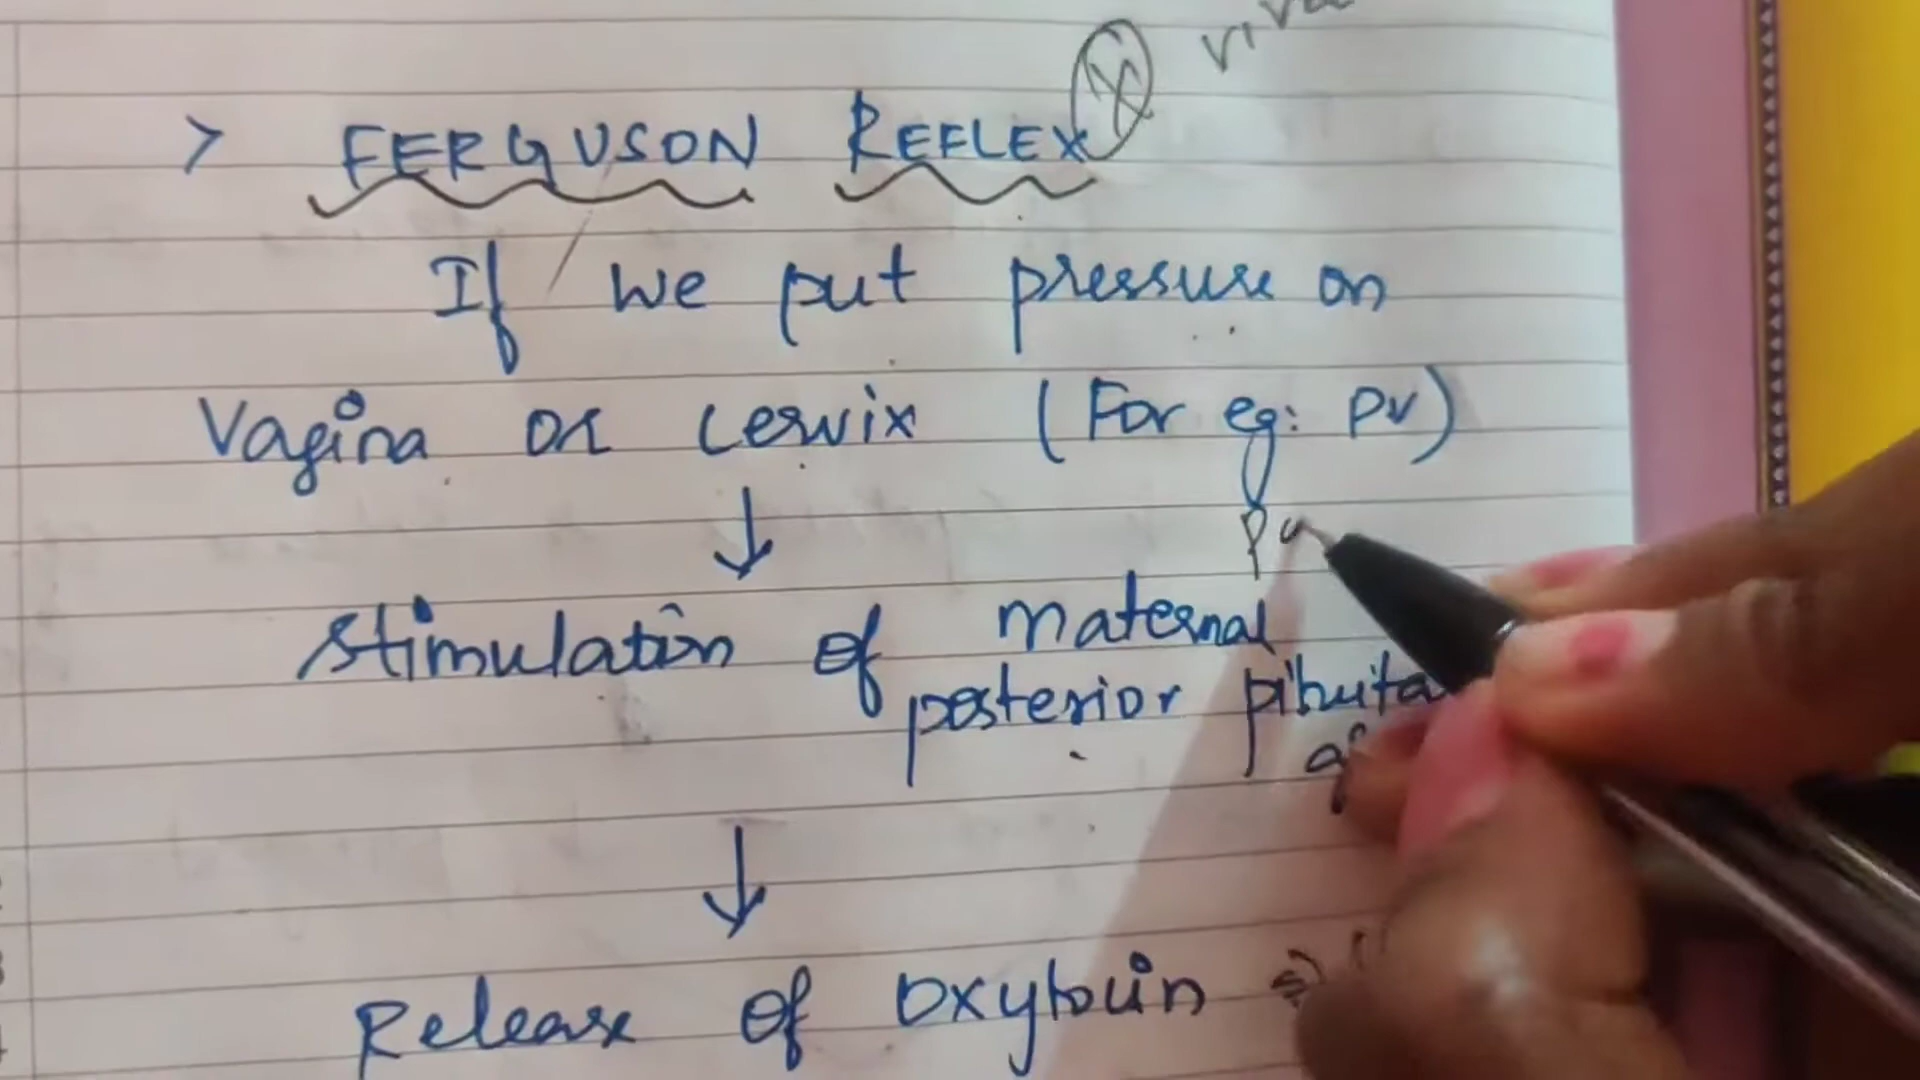 viva
> FERGUSON REFLEX
If we put pressure on
Vagina or cervix (For eg: PV)
↓
stimulation of maternal
posterior
↓
Release of oxytocin